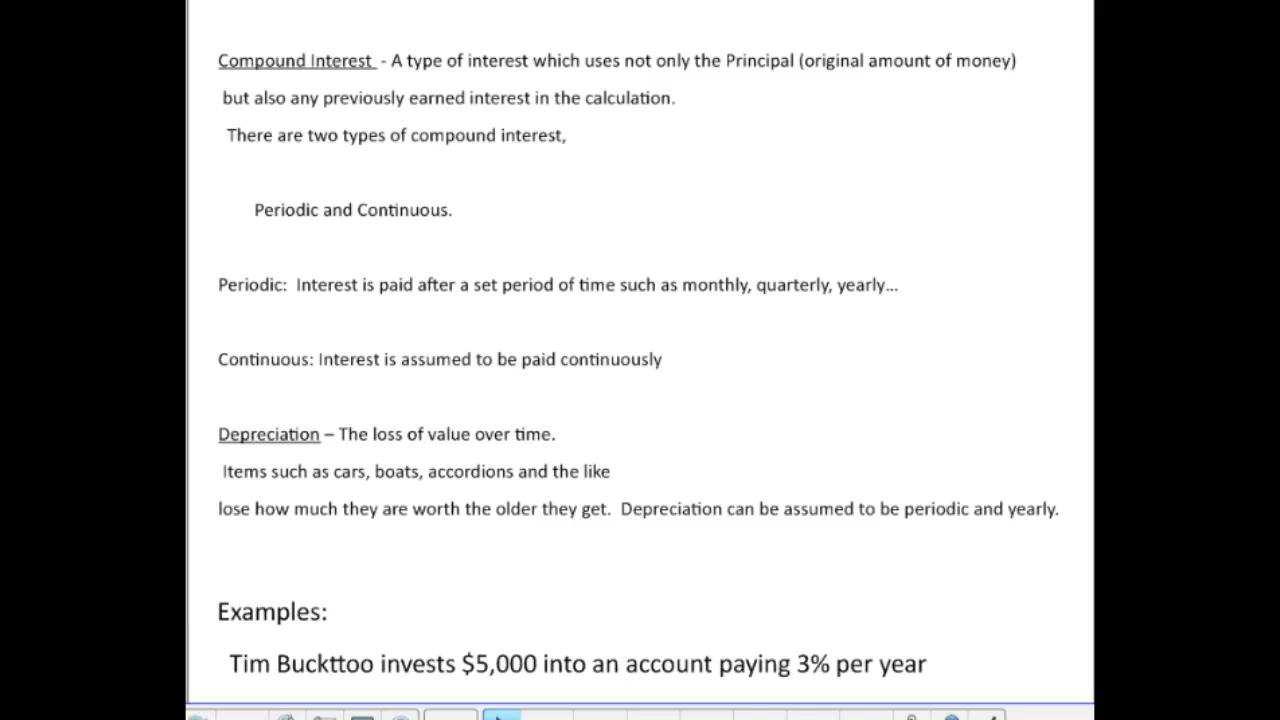 Compound Interest - A type of interest which uses not only the Principal (original amount of money)
but also any previously earned interest in the calculation.
There are two types of compound interest,
Periodic and Continuous.
Periodic: Interest is paid after a set period of time such as monthly, quarterly, yearly...
Continuous: Interest is assumed to be paid continuously
Depreciation – The loss of value over time.
Items such as cars, boats, accordions and the like
lose how much they are worth the older they get. Depreciation can be assumed to be periodic and yearly.
Examples:
Tim Buckttoo invests $5,000 into an account paying 3% per year